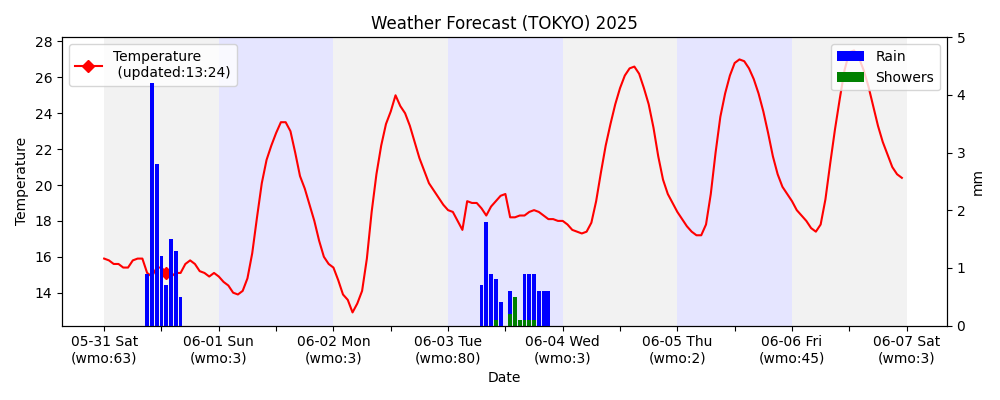 Weather Forecast (TOKYO) 2025
Temperature
(updated:13:24)
Rain
Showers
28
26
24
22
20
18
16
14
Temperature
5
4
3
2
1
0
mm
05-31 Sat
(wmo:63)
06-01 Sun
(wmo:3)
06-02 Mon
(wmo:3)
06-03 Tue
(wmo:80)
06-04 Wed
(wmo:3)
06-05 Thu
(wmo:2)
06-06 Fri
(wmo:45)
06-07 Sat
(wmo:3)
Date